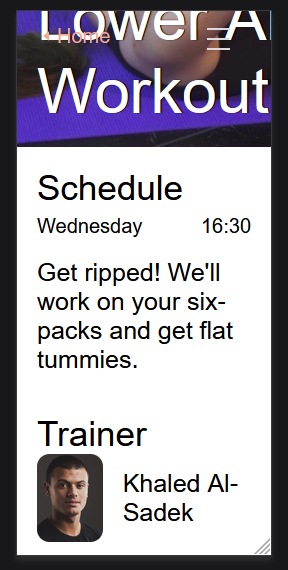 Lower A
Home
Workout
Schedule
Wednesday 16:30
Get ripped! We'll
work on your six-
packs and get flat
tummies.
Trainer
Khaled Al-
Sadek